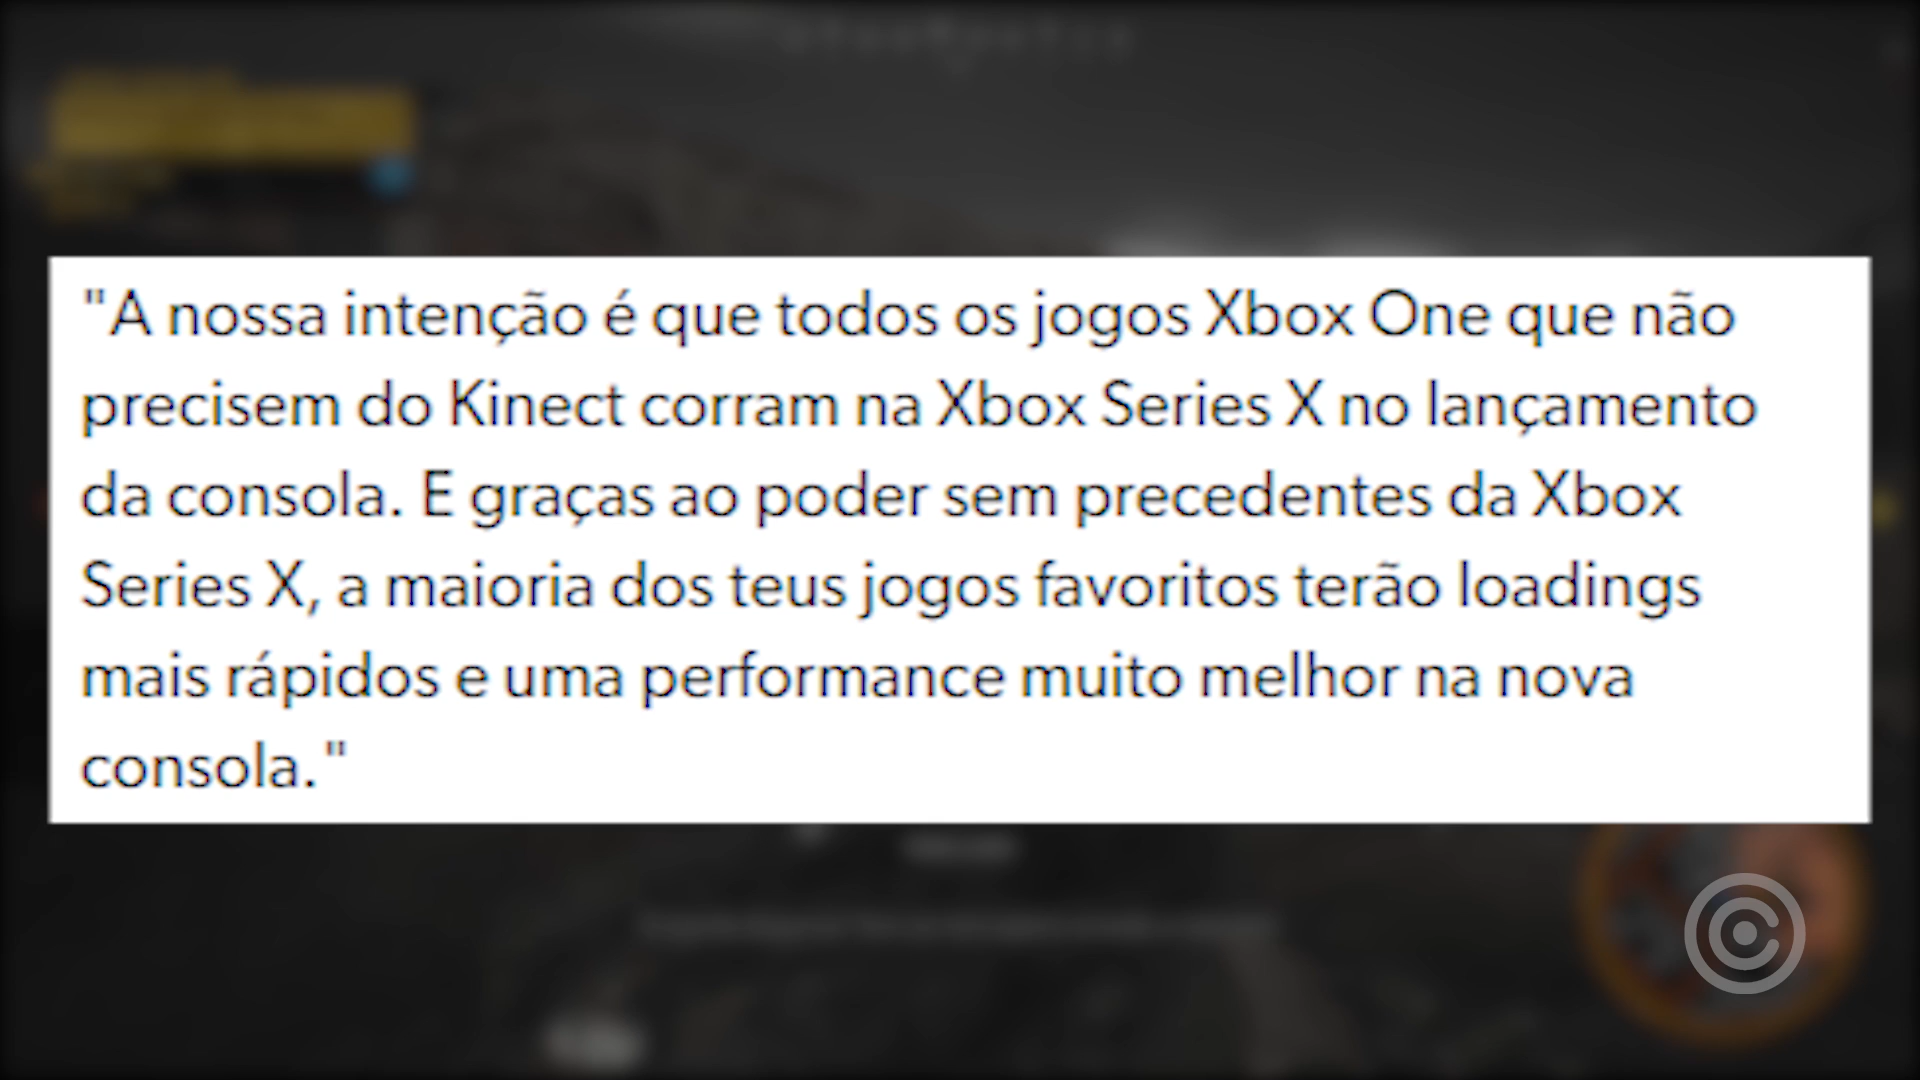 "A nossa intenção é que todos os jogos Xbox One que não
precisem do Kinect corram na Xbox Series X no lançamento
da consola. E graças ao poder sem precedentes da Xbox
Series X, a maioria dos teus jogos favoritos terão loadings
mais rápidos e uma performance muito melhor na nova
consola."